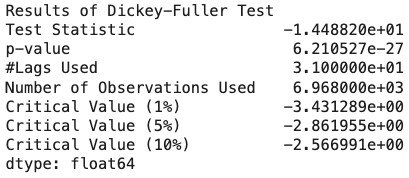 Results of Dickey-Fuller Test
Test Statistic -1.448820e+01
p-value 6.210527e-27
#Lags Used 3.100000e+01
Number of Observations Used 6.968000e+03
Critical Value (1%) -3.431289e+00
Critical Value (5%) -2.861955e+00
Critical Value (10%) -2.566991e+00
dtype: float64